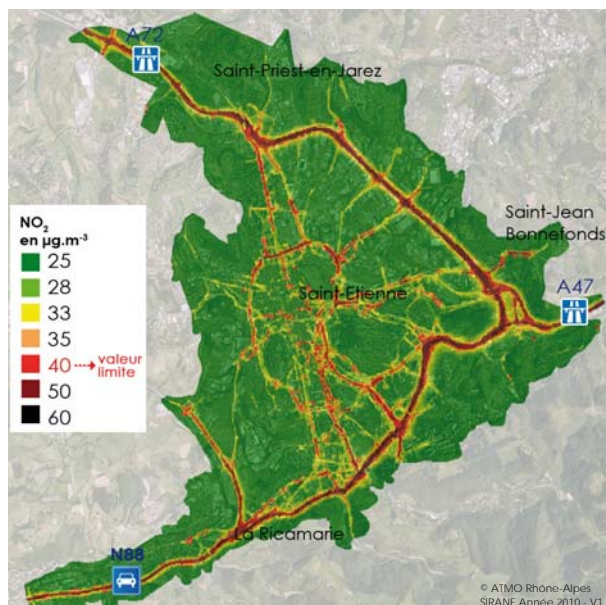 A72
Saint-Priest-en-Jarez
Saint-Jean
Bonnefonds
A47
Saint-Etienne
La Ricamarie
N88
NO₂
en µg.m⁻³
25
28
33
35
40 valeur
limite
50
60
© ATMO Rhône-Alpes
SIRANE Année 2010 - V1